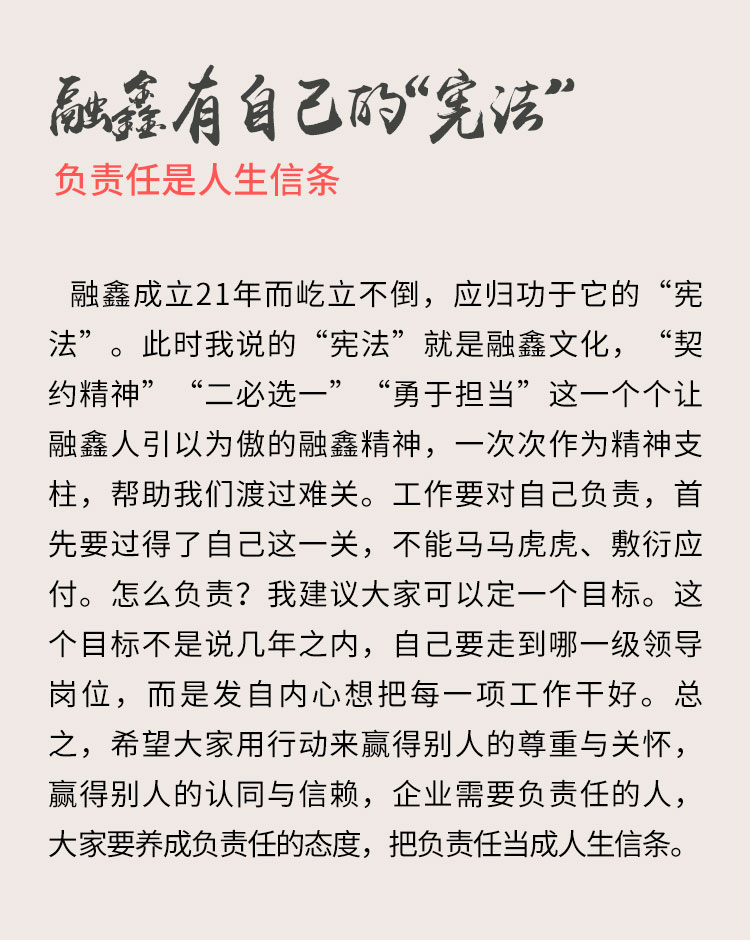 融鑫有自己的“宪法”
负责任是人生信条
融鑫成立21年而屹立不倒，应归功于它的“宪
法”。此时我说的“宪法”就是融鑫文化，“契
约精神”“二必选一”“勇于担当”这一个个让
融鑫人引以为傲的融鑫精神，一次次作为精神支
柱，帮助我们渡过难关。工作要对自己负责，首
先要过得了自己这一关，不能马马虎虎、敷衍应
付。怎么负责？我建议大家可以定一个目标。这
个目标不是说几年之内，自己要走到哪一级领导
岗位，而是发自内心想把每一项工作干好。总
之，希望大家用行动来赢得别人的尊重与关怀，
赢得别人的认同与信赖，企业需要负责任的人，
大家要养成负责任的态度，把负责任当成人生信条。